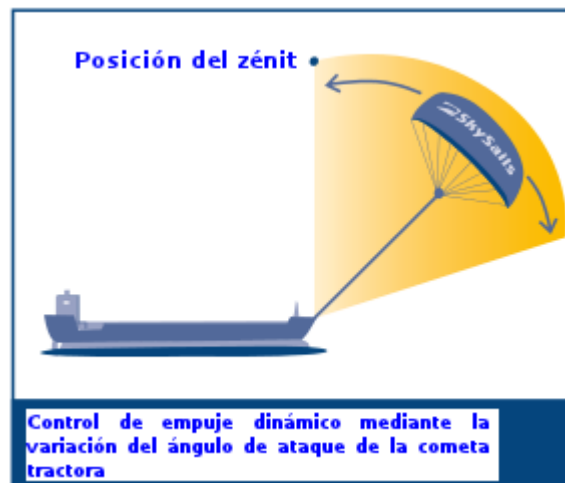 Posición del zénit
SkySails
Control de empuje dinámico mediante la
variación del ángulo de ataque de la cometa
tractora